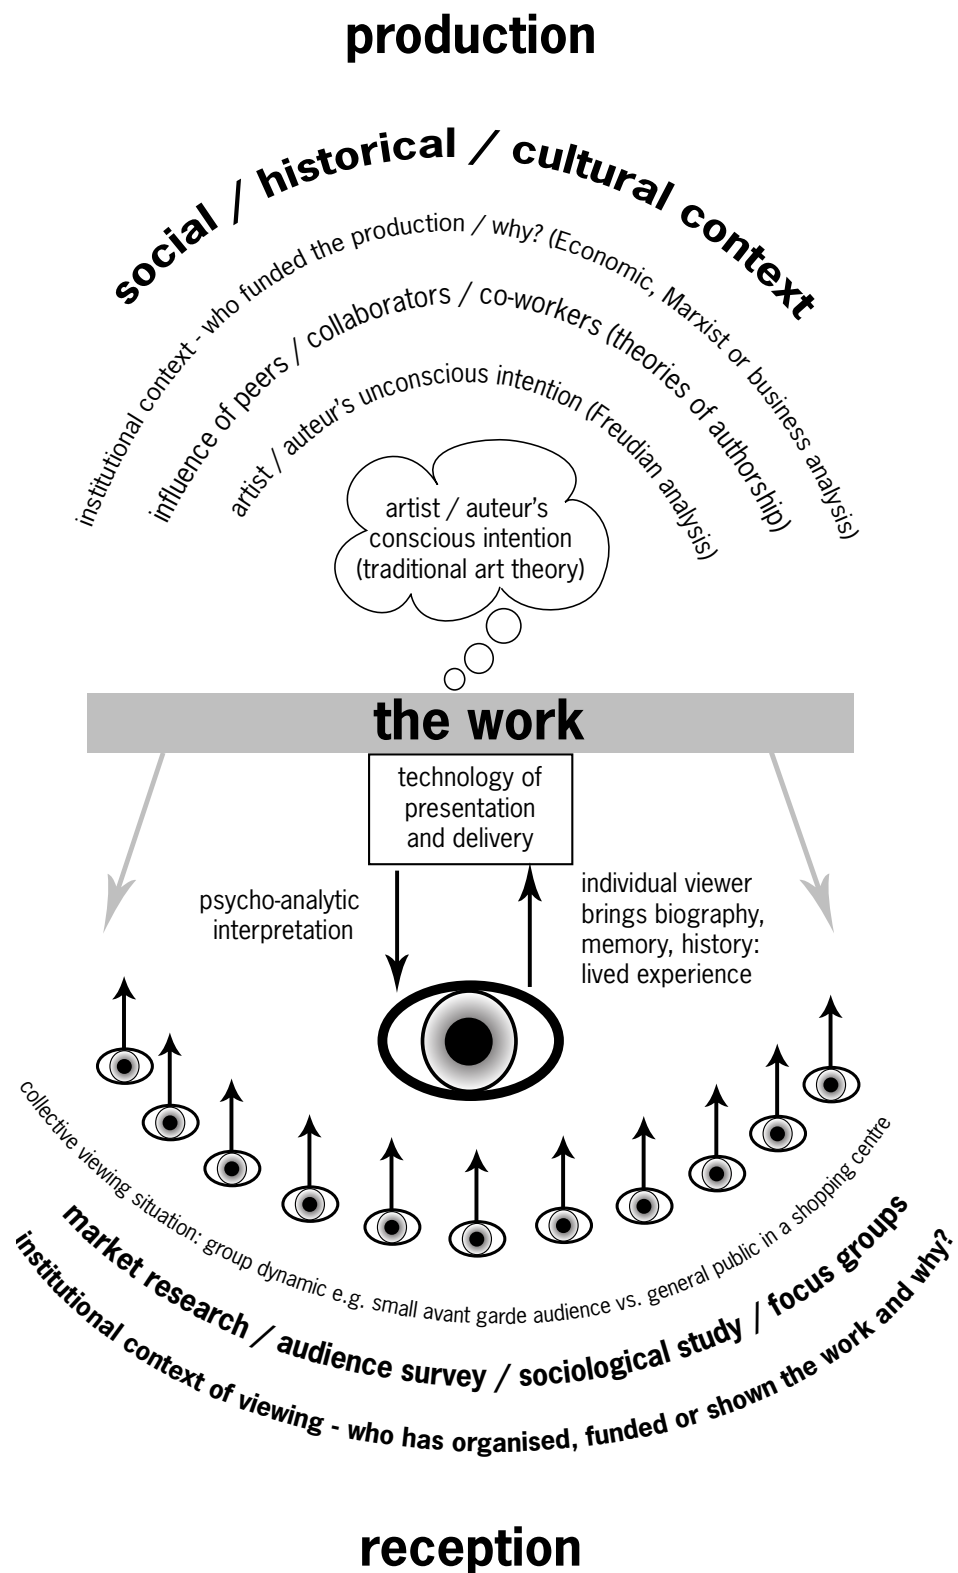 production
social / historical / cultural context
institutional context - who funded the production / why? (Economic, Marxist or business analysis)
influence of peers / collaborators / co-workers (theories of authorship)
artist / auteur's unconscious intention (Freudian analysis)
artist / auteur's
conscious intention
(traditional art theory)
the work
technology of
presentation
and delivery
psycho-analytic
interpretation
individual viewer
brings biography,
memory, history:
lived experience
collective viewing situation: group dynamic e.g. small avant garde audience vs. general public in a shopping centre
market research / audience survey / sociological study / focus groups
institutional context of viewing - who has organised, funded or shown the work and why?
reception